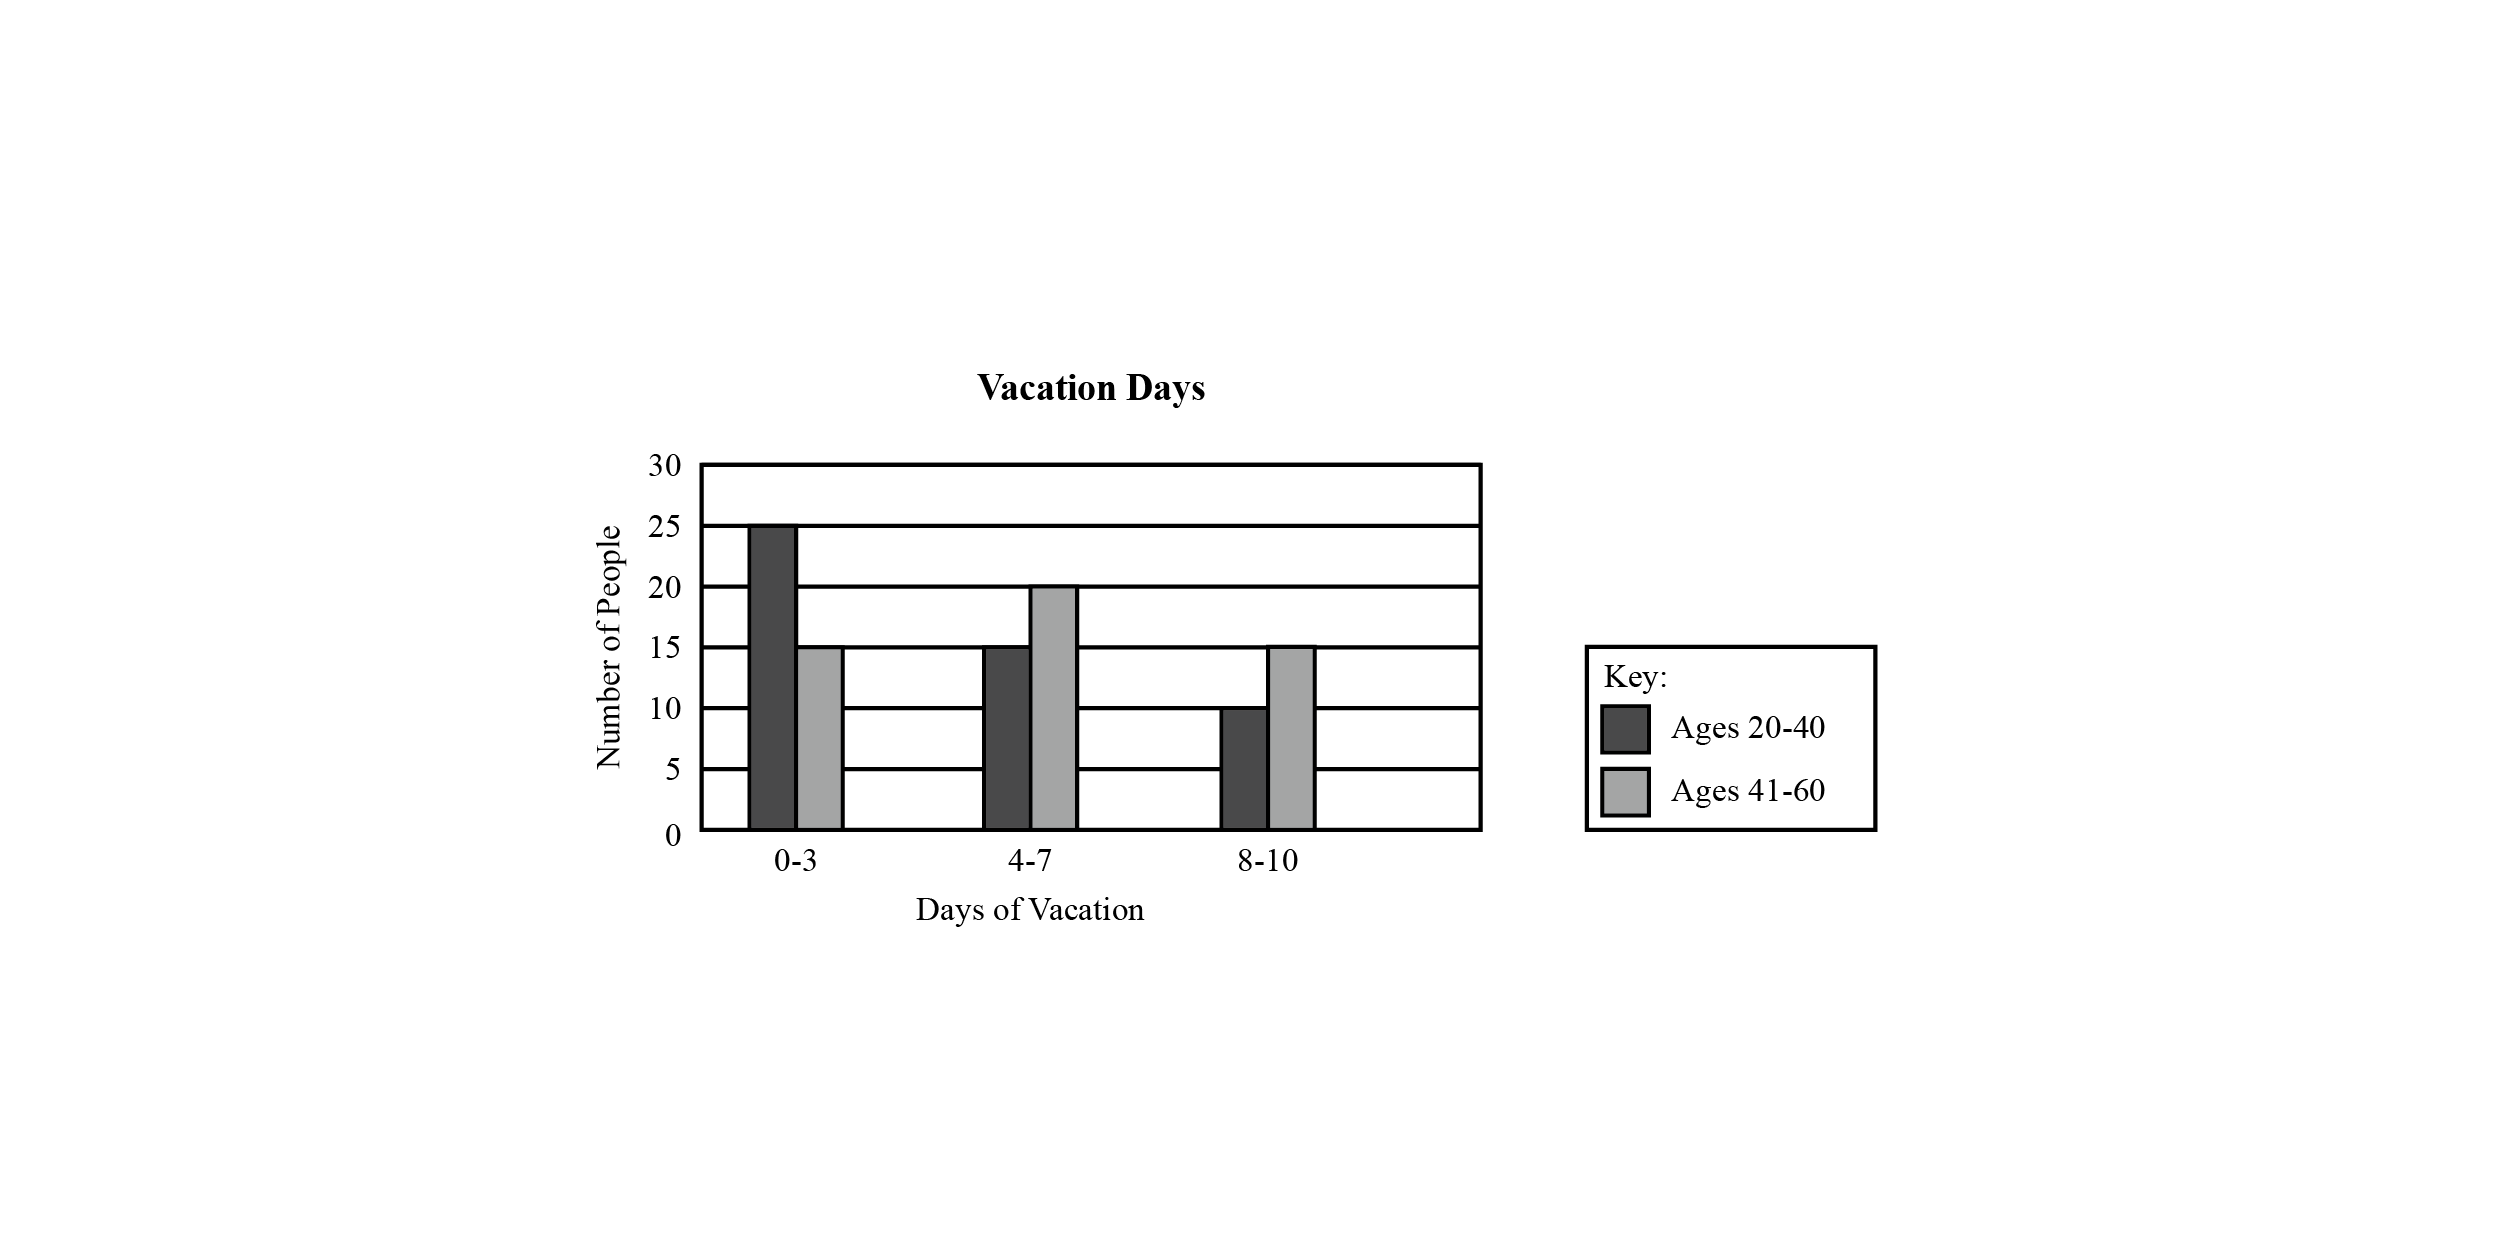 Vacation Days
Number of People
30
25
20
15
10
5
0
0-3
4-7
8-10
Days of Vacation
Key:
Ages 20-40
Ages 41-60